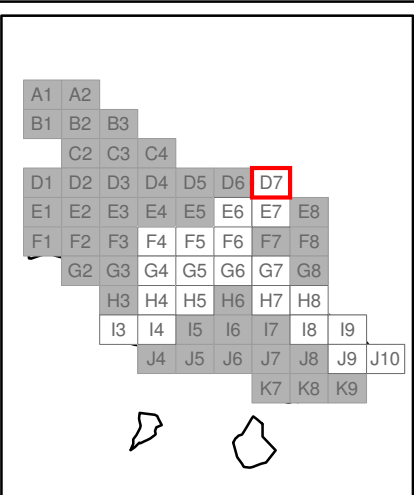 A1 A2
B1 B2 B3
C2 C3 C4
D1 D2 D3 D4 D5 D6 D7
E1 E2 E3 E4 E5 E6 E7 E8
F1 F2 F3 F4 F5 F6 F7 F8
G2 G3 G4 G5 G6 G7 G8
H3 H4 H5 H6 H7 H8
I3 I4 I5 I6 I7 I8 I9
J4 J5 J6 J7 J8 J9 J10
K7 K8 K9